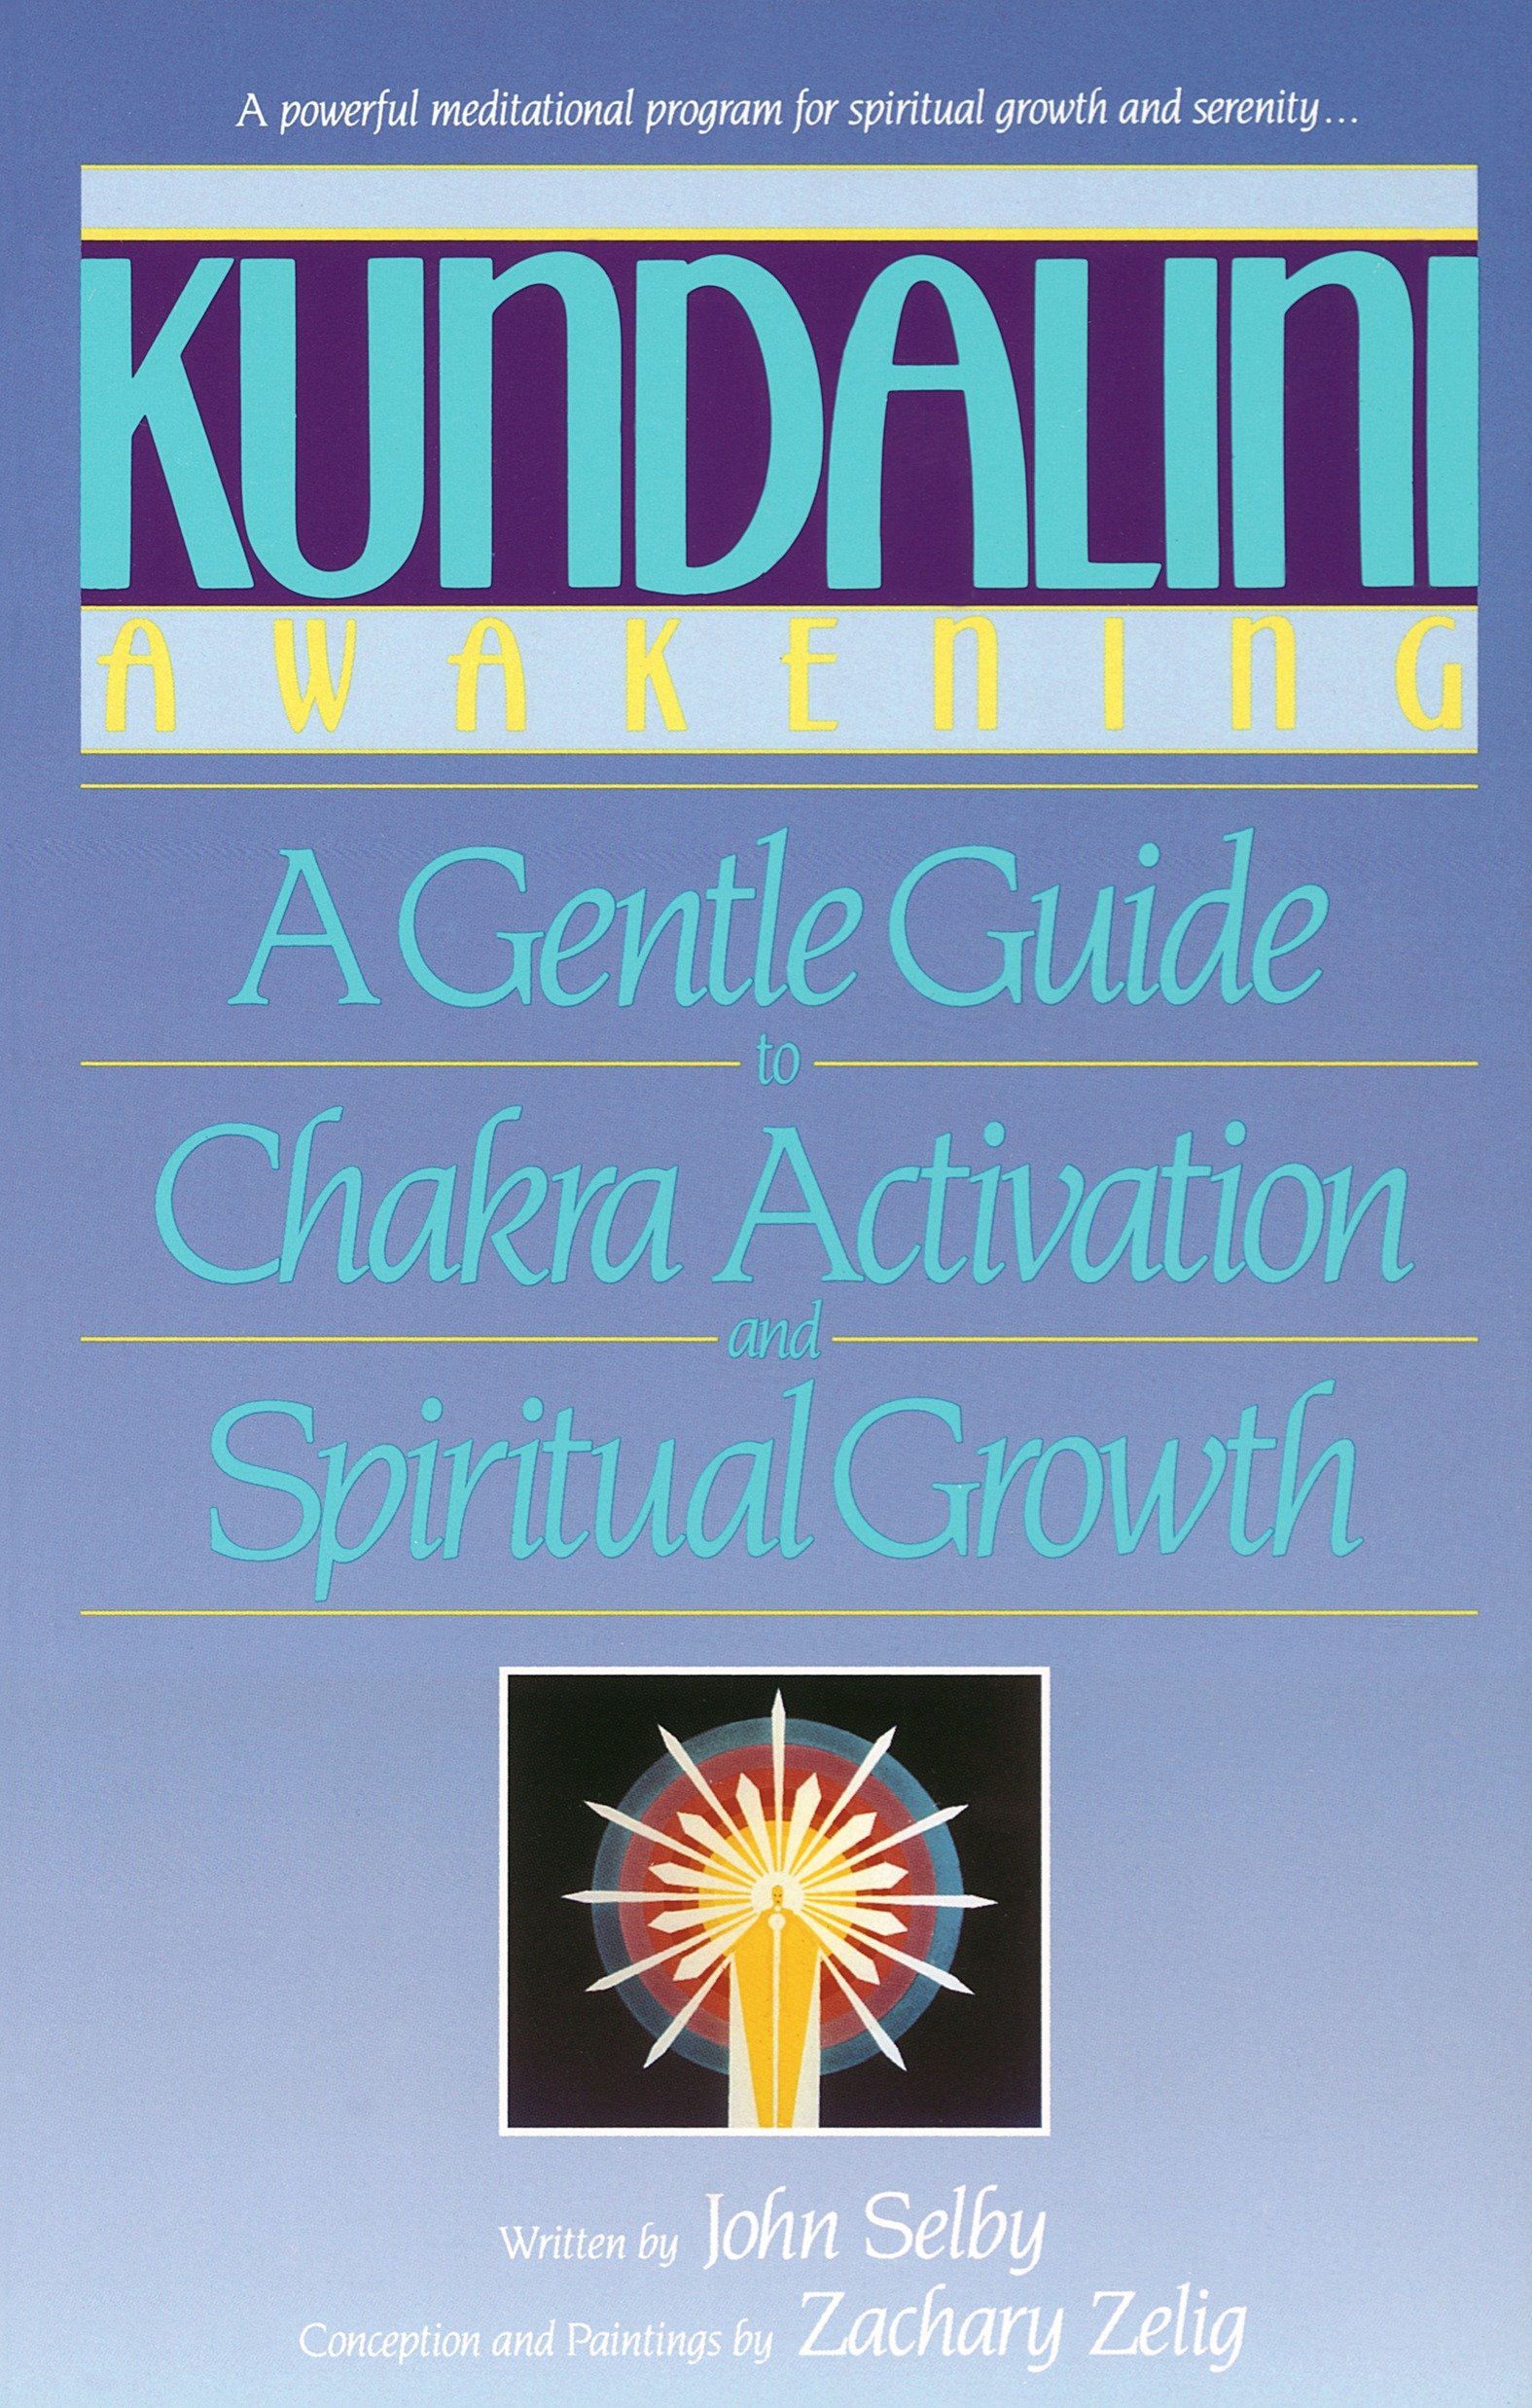 A powerful meditational program for spiritual growth and serenity...
KUNDALINI
AWAKENING
A Gentle Guide
to
Chakra Activation
and
Spiritual Growth
Written by John Selby
Conception and Paintings by Zachary Zelig